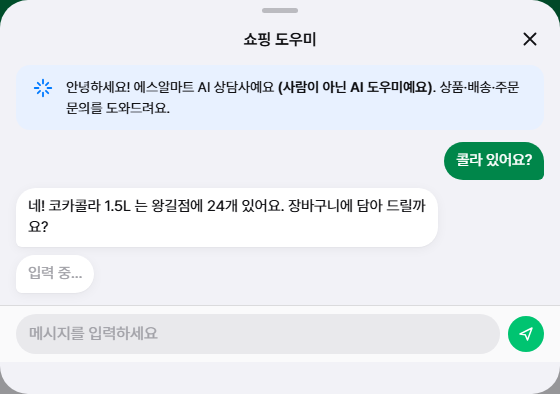 쇼핑 도우미
안녕하세요! 에스알마트 AI 상담사예요 (사람이 아닌 AI 도우미예요). 상품·배송·주문
문의를 도와드려요.
콜라 있어요?
네! 코카콜라 1.5L 는 왕길점에 24개 있어요. 장바구니에 담아 드릴까
요?
입력 중...
메시지를 입력하세요